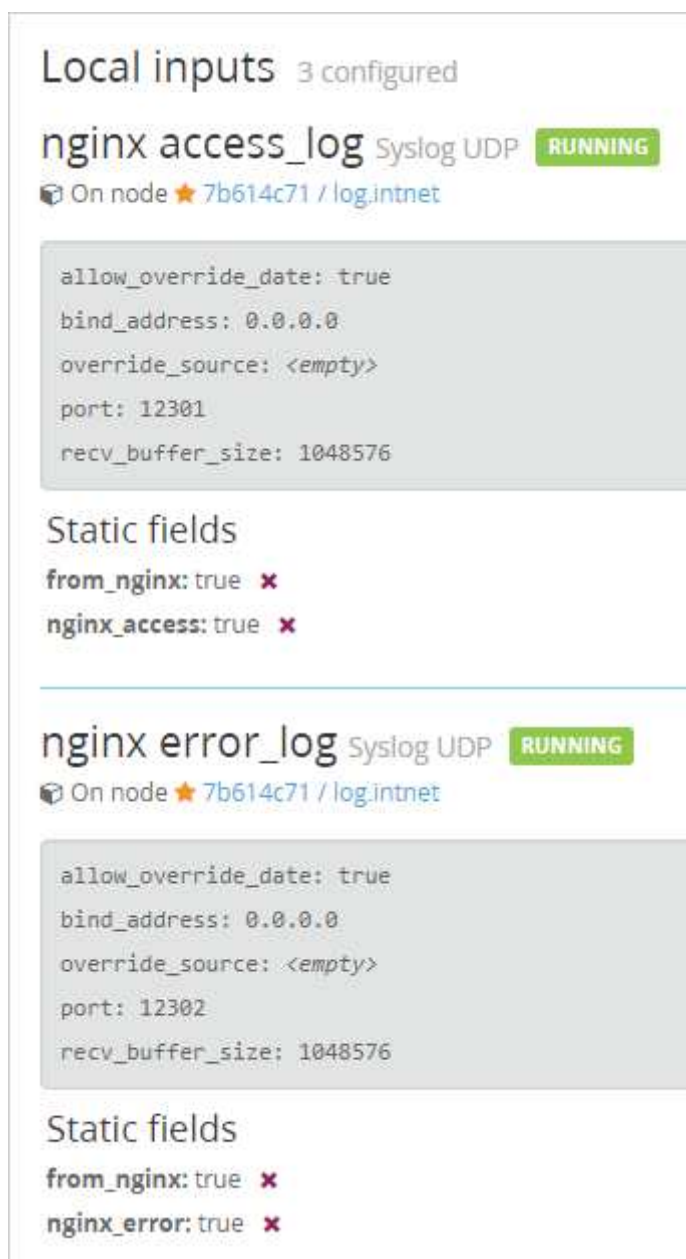 Local inputs 3 configured
nginx access_log Syslog UDP RUNNING
On node 7b614c71 / log.intnet
allow_override_date: true
bind_address: 0.0.0.0
override_source: <empty>
port: 12301
recv_buffer_size: 1048576
Static fields
from_nginx: true ✖
nginx_access: true ✖
nginx error_log Syslog UDP RUNNING
On node 7b614c71 / log.intnet
allow_override_date: true
bind_address: 0.0.0.0
override_source: <empty>
port: 12302
recv_buffer_size: 1048576
Static fields
from_nginx: true ✖
nginx_error: true ✖